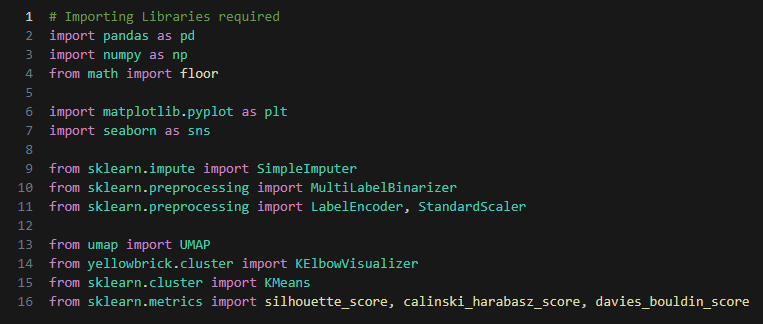 1 # Importing Libraries required
2 import pandas as pd
3 import numpy as np
4 from math import floor
5
6 import matplotlib.pyplot as plt
7 import seaborn as sns
8
9 from sklearn.impute import SimpleImputer
10 from sklearn.preprocessing import MultiLabelBinarizer
11 from sklearn.preprocessing import LabelEncoder, StandardScaler
12
13 from umap import UMAP
14 from yellowbrick.cluster import KElbowVisualizer
15 from sklearn.cluster import KMeans
16 from sklearn.metrics import silhouette_score, calinski_harabasz_score, davies_bouldin_score